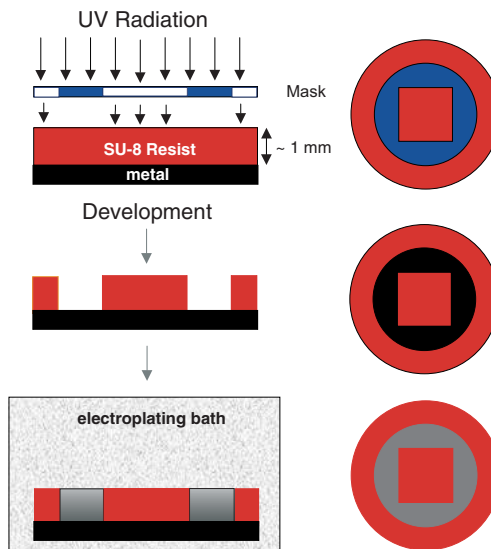 UV Radiation
Mask
SU-8 Resist
~ 1 mm
metal
Development
electroplating bath